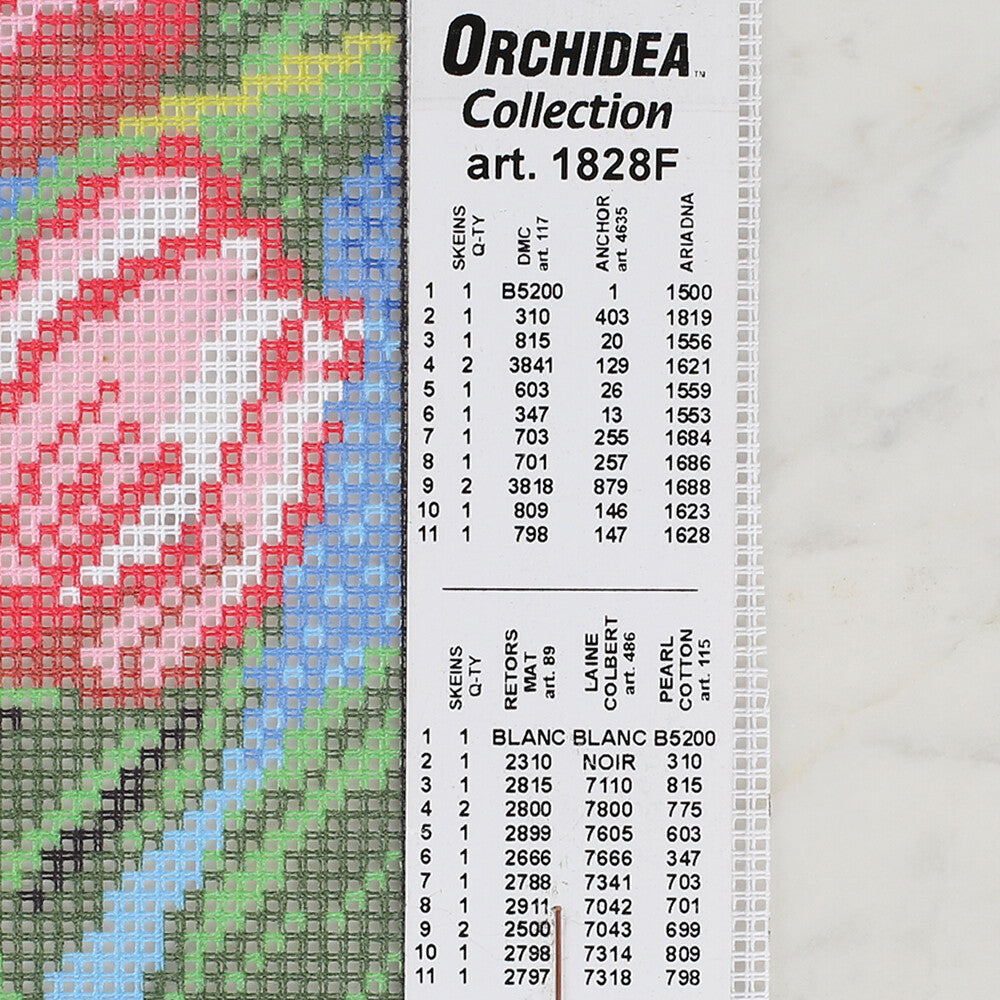 ORCHIDEA™
Collection
art. 1828F
SKEINS Q-TY DMC art. 117 ANCHOR art. 4635 ARIADNA
1 1 B5200 1 1500
2 1 310 403 1819
3 1 815 20 1556
4 2 3841 129 1621
5 1 603 26 1559
6 1 347 13 1553
7 1 703 255 1684
8 1 701 257 1686
9 2 3818 879 1688
10 1 809 146 1623
11 1 798 147 1628
SKEINS Q-TY RETORS MAT art. 89 LAINE COLBERT art. 486 PEARL COTTON art. 115
1 1 BLANC BLANC B5200
2 1 2310 NOIR 310
3 1 2815 7110 815
4 2 2800 7800 775
5 1 2899 7605 603
6 1 2666 7666 347
7 1 2788 7341 703
8 1 2911 7042 701
9 2 2500 7043 699
10 1 2798 7314 809
11 1 2797 7318 798